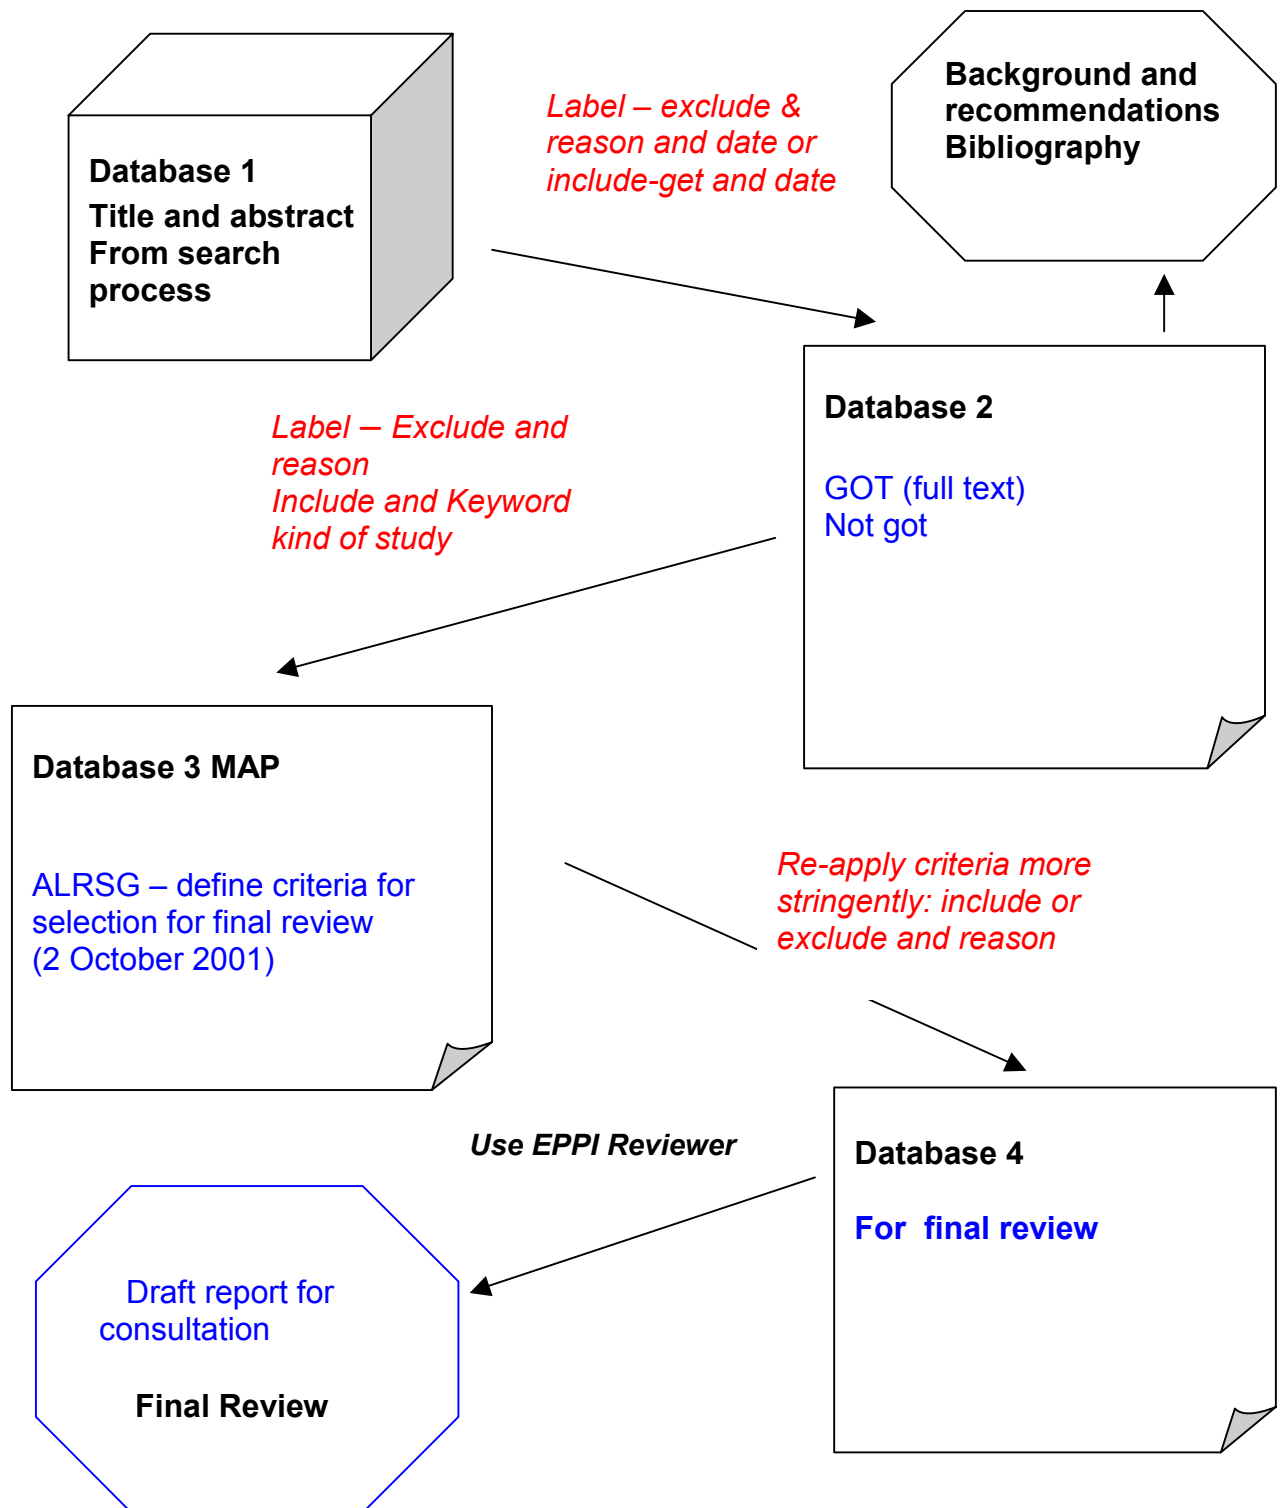 Database 1
Title and abstract
From search
process
Label – exclude &
reason and date or
include-get and date
Background and
recommendations
Bibliography
Label – Exclude and
reason
Include and Keyword
kind of study
Database 2
GOT (full text)
Not got
Database 3 MAP
ALRSG – define criteria for
selection for final review
(2 October 2001)
Re-apply criteria more
stringently: include or
exclude and reason
Use EPPI Reviewer
Database 4
For  final review
Draft report for
consultation
Final Review